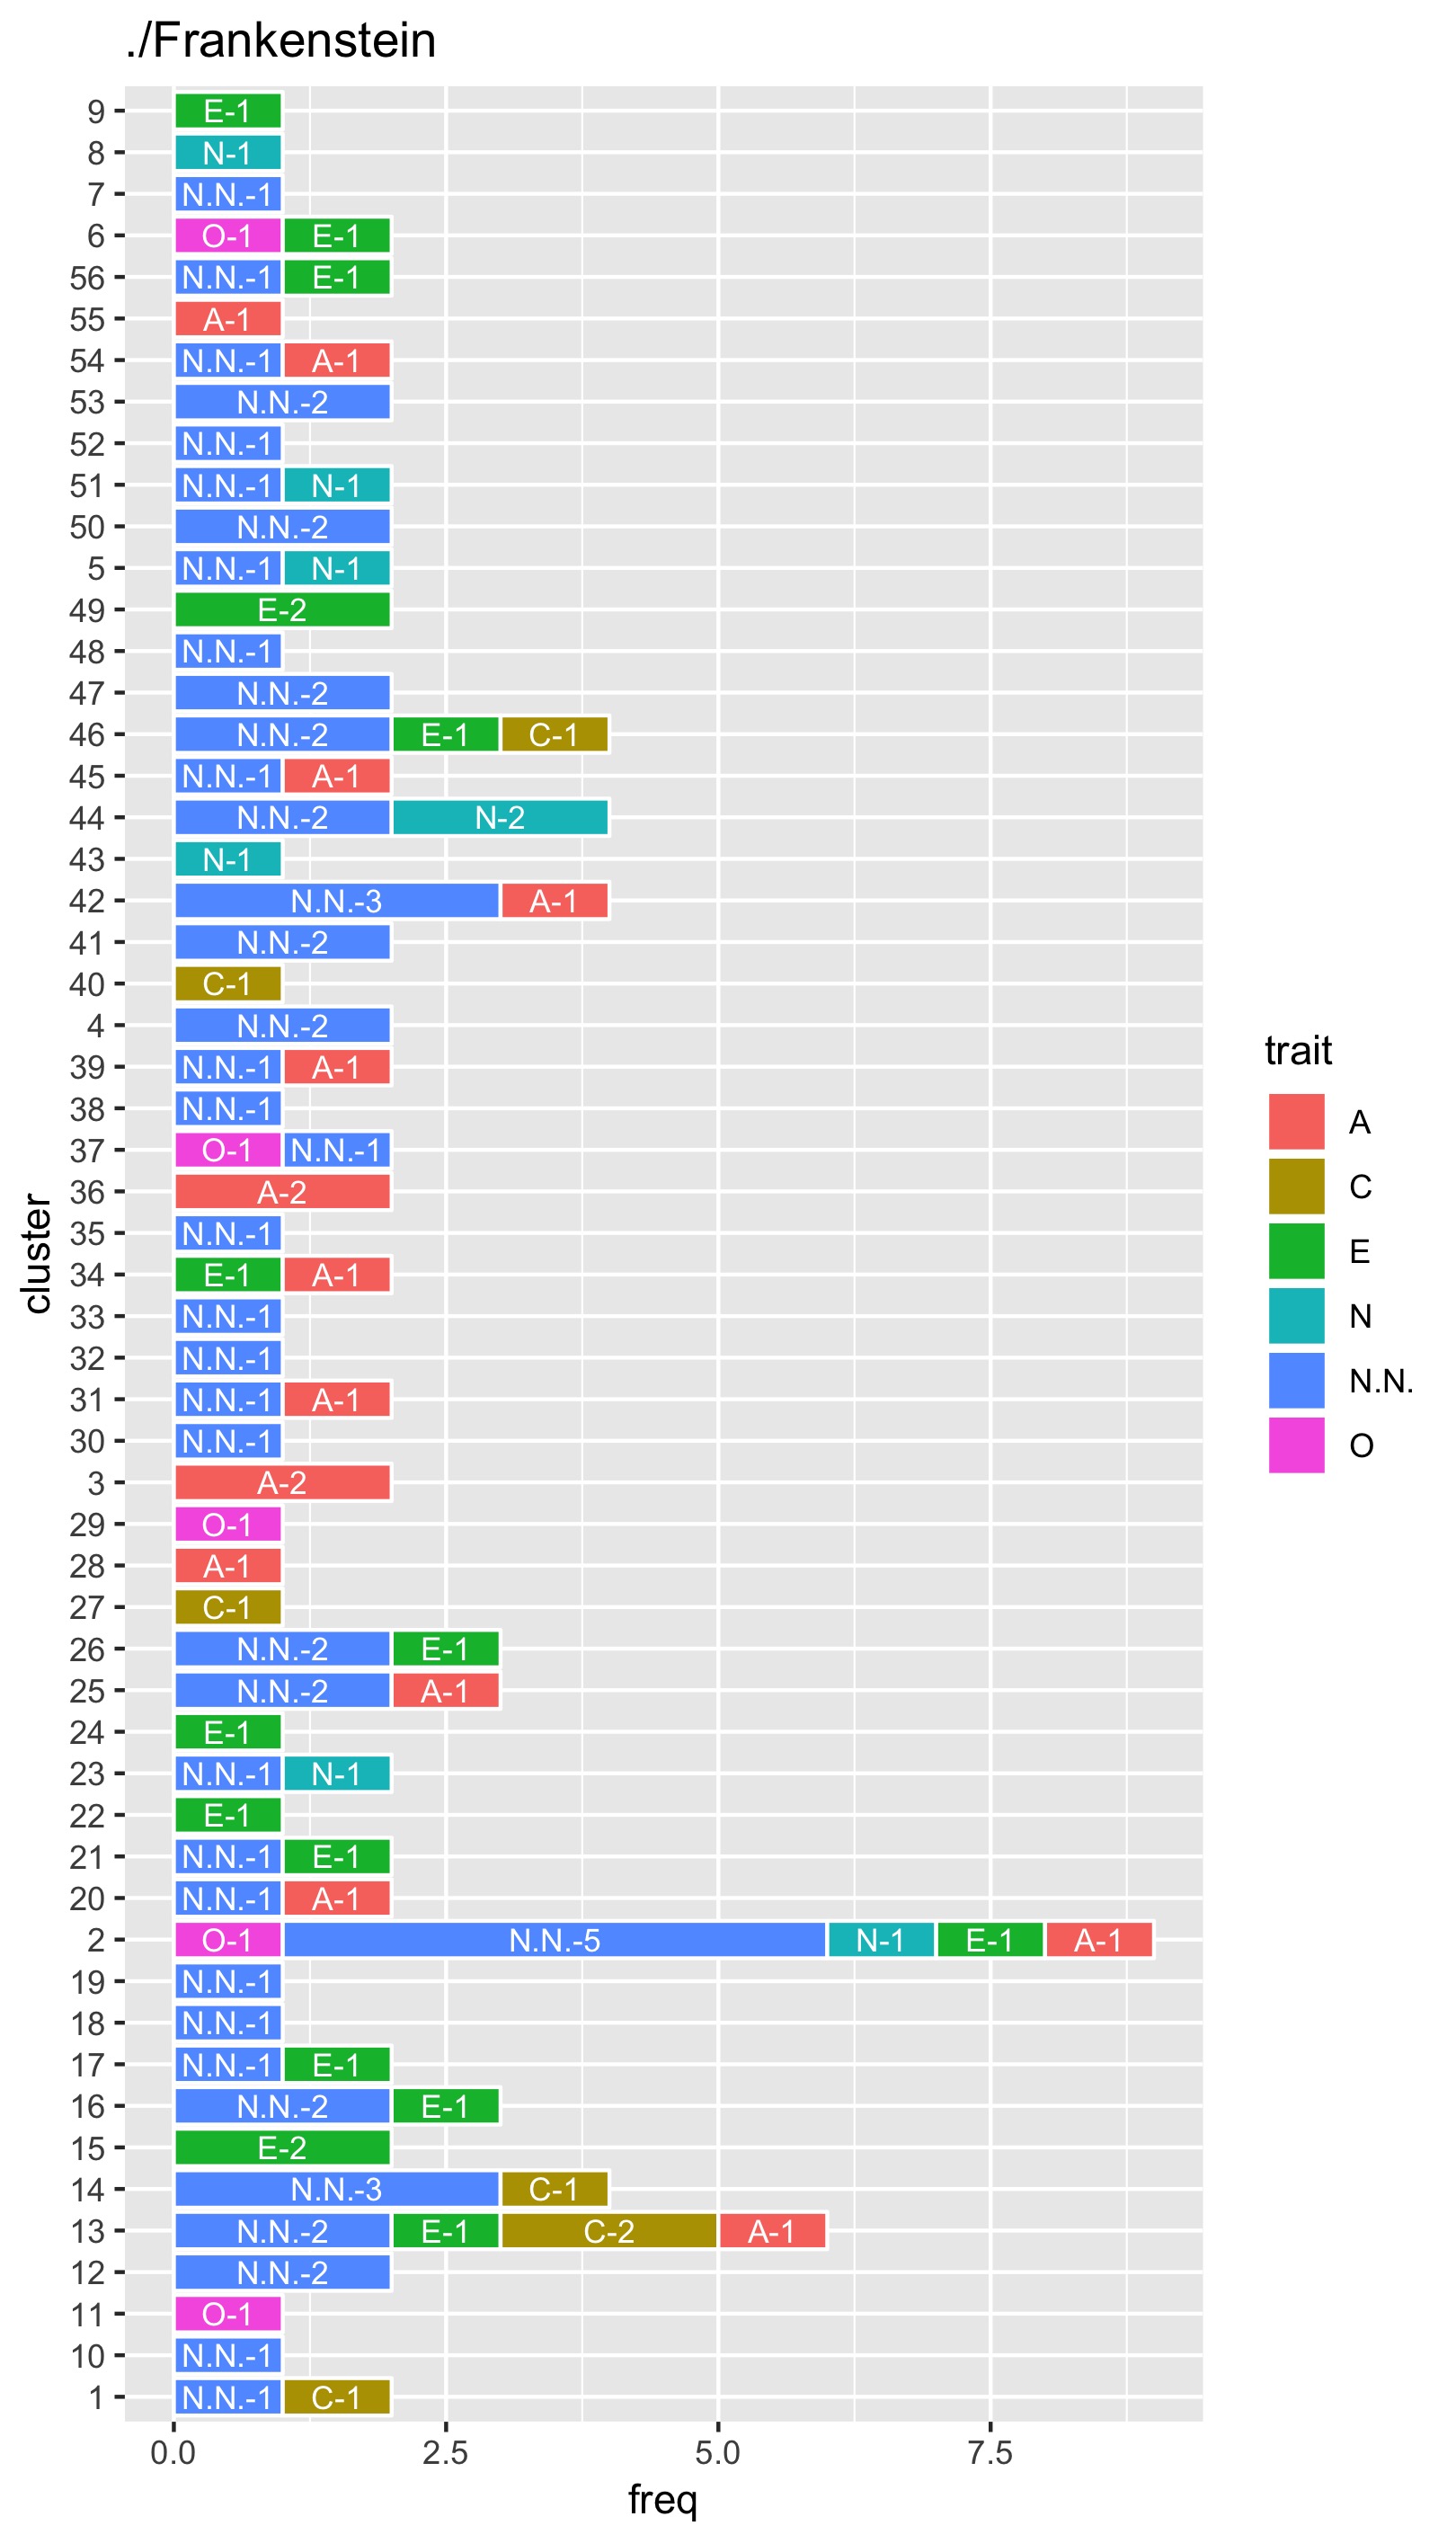 ./Frankenstein
9 E-1
8 N-1
7 N.N.-1
6 O-1 E-1
56 N.N.-1 E-1
55 A-1
54 N.N.-1 A-1
53 N.N.-2
52 N.N.-1
51 N.N.-1 N-1
50 N.N.-2
5 N.N.-1 N-1
49 E-2
48 N.N.-1
47 N.N.-2
46 N.N.-2 E-1 C-1
45 N.N.-1 A-1
44 N.N.-2 N-2
43 N-1
42 N.N.-3 A-1
41 N.N.-2
40 C-1
4 N.N.-2
39 N.N.-1 A-1
38 N.N.-1
37 O-1 N.N.-1
36 A-2
35 N.N.-1
34 E-1 A-1
33 N.N.-1
32 N.N.-1
31 N.N.-1 A-1
30 N.N.-1
3 A-2
29 O-1
28 A-1
27 C-1
26 N.N.-2 E-1
25 N.N.-2 A-1
24 E-1
23 N.N.-1 N-1
22 E-1
21 N.N.-1 E-1
20 N.N.-1 A-1
2 O-1 N.N.-5 N-1 E-1 A-1
19 N.N.-1
18 N.N.-1
17 N.N.-1 E-1
16 N.N.-2 E-1
15 E-2
14 N.N.-3 C-1
13 N.N.-2 E-1 C-2 A-1
12 N.N.-2
11 O-1
10 N.N.-1
1 N.N.-1 C-1
0.0 2.5 5.0 7.5
freq
cluster
trait
A
C
E
N
N.N.
O